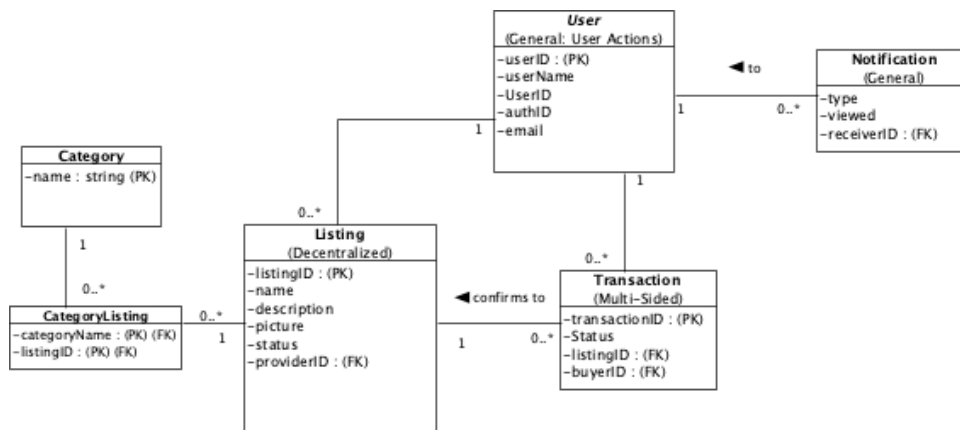 User
(General: User Actions)
-userID : (PK)
-userName
-UserID
-authID
-email
1
1
1
◄ to
0..*
Notification
(General)
-type
-viewed
-receiverID : (FK)
Category
-name : string (PK)
1
0..*
CategoryListing
-categoryName : (PK) (FK)
-listingID : (PK) (FK)
0..*
1
0..*
Listing
(Decentralized)
-listingID : (PK)
-name
-description
-picture
-status
-providerID : (FK)
◄ confirms to
1
0..*
0..*
Transaction
(Multi-Sided)
-transactionID : (PK)
-Status
-listingID : (FK)
-buyerID : (FK)